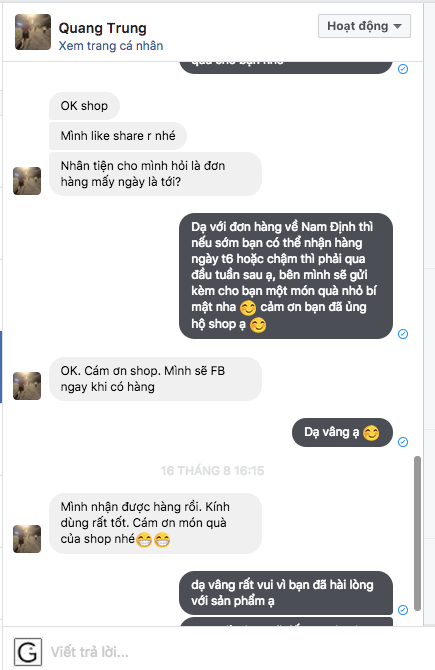 Quang Trung
Hoạt động
Xem trang cá nhân
OK shop
Mình like share r nhé
Nhân tiện cho mình hỏi là đơn
hàng mấy ngày là tới?
Dạ với đơn hàng về Nam Định thì
nếu sớm bạn có thể nhận hàng
ngày t6 hoặc chậm thì phải qua
đầu tuần sau ạ, bên mình sẽ gửi
kèm cho bạn một món quà nhỏ bí
mật nha 😊 cảm ơn bạn đã ủng
hộ shop ạ 😊
OK. Cám ơn shop. Mình sẽ FB
ngay khi có hàng
Dạ vâng ạ 😊
16 THÁNG 8 16:15
Mình nhận được hàng rồi. Kính
dùng rất tốt. Cám ơn món quà
của shop nhé😁😁
dạ vâng rất vui vì bạn đã hài lòng
với sản phẩm ạ
G
Viết trả lời...